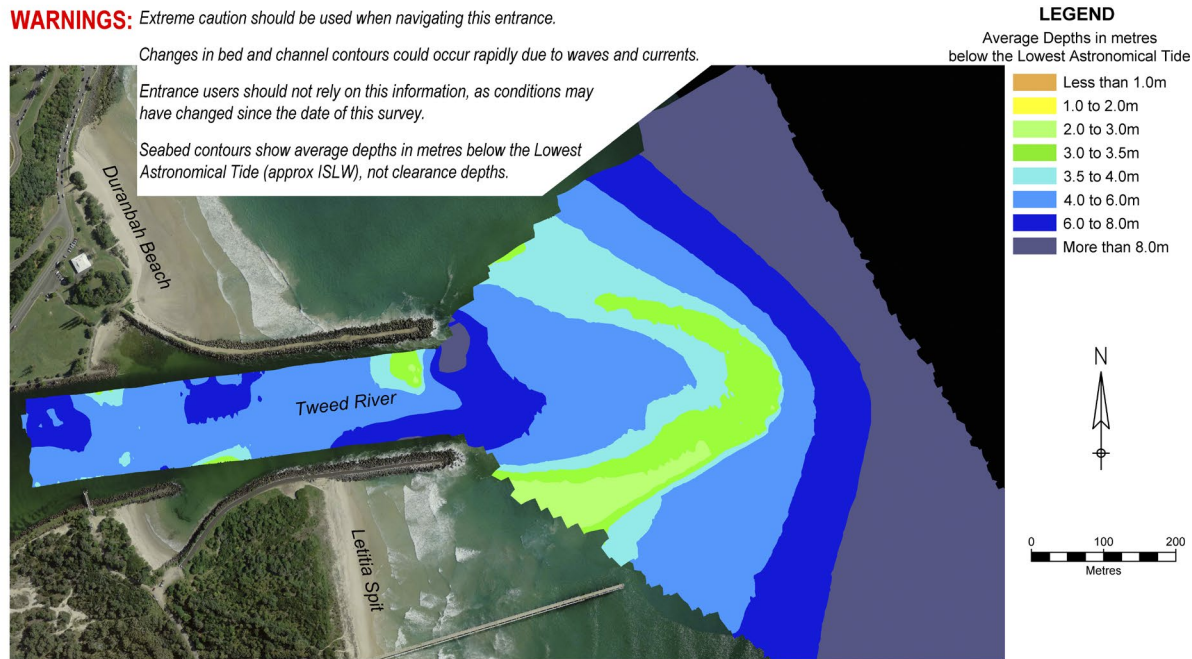 WARNINGS: Extreme caution should be used when navigating this entrance.
Changes in bed and channel contours could occur rapidly due to waves and currents.
Entrance users should not rely on this information, as conditions may
have changed since the date of this survey.
Seabed contours show average depths in metres below the Lowest
Astronomical Tide (approx ISLW), not clearance depths.
LEGEND
Average Depths in metres
below the Lowest Astronomical Tide
Less than 1.0m
1.0 to 2.0m
2.0 to 3.0m
3.0 to 3.5m
3.5 to 4.0m
4.0 to 6.0m
6.0 to 8.0m
More than 8.0m
Duranbah Beach
Tweed River
Letitia Spit
N
0 100 200
Metres